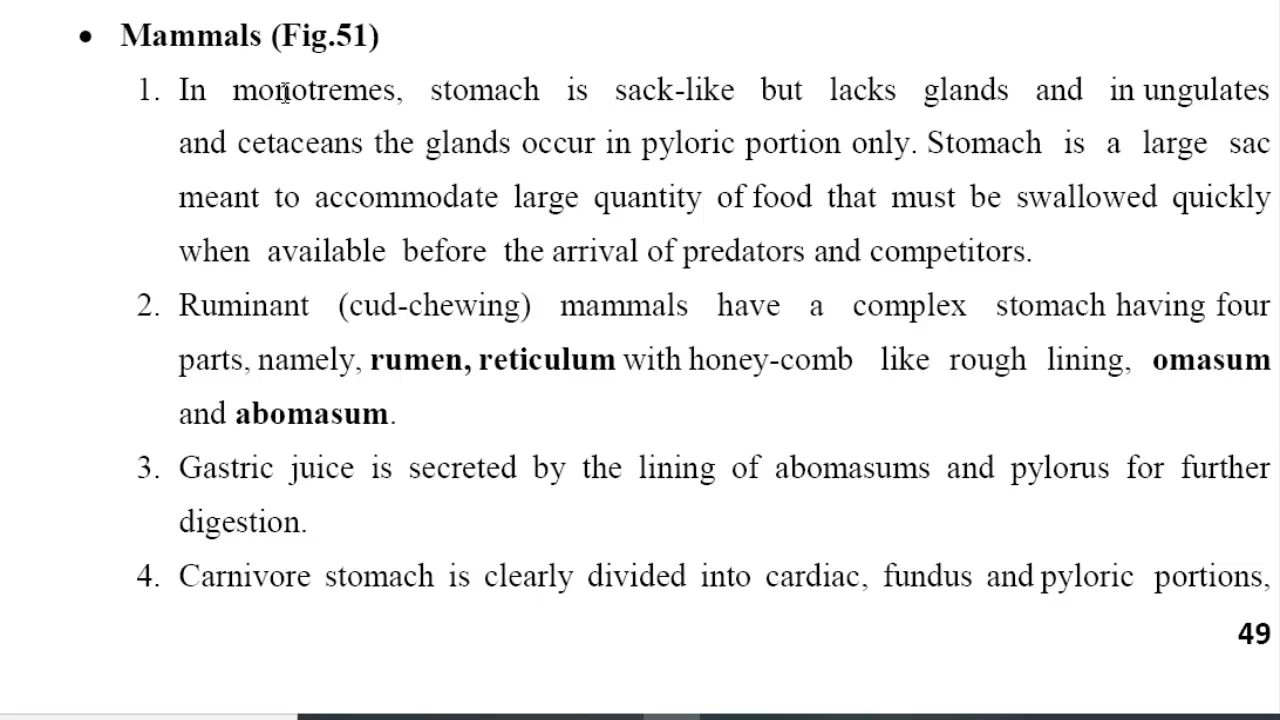 • Mammals (Fig.51)
1. In monotremes, stomach is sack-like but lacks glands and in ungulates
and cetaceans the glands occur in pyloric portion only. Stomach is a large sac
meant to accommodate large quantity of food that must be swallowed quickly
when available before the arrival of predators and competitors.
2. Ruminant (cud-chewing) mammals have a complex stomach having four
parts, namely, rumen, reticulum with honey-comb like rough lining, omasum
and abomasum.
3. Gastric juice is secreted by the lining of abomasums and pylorus for further
digestion.
4. Carnivore stomach is clearly divided into cardiac, fundus and pyloric portions,
49